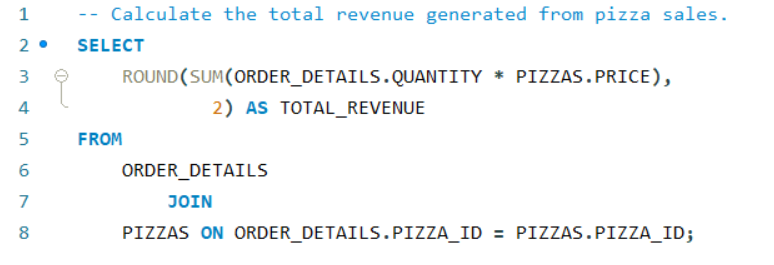 1 -- Calculate the total revenue generated from pizza sales.
2 SELECT
3 ROUND(SUM(ORDER_DETAILS.QUANTITY * PIZZAS.PRICE),
4 2) AS TOTAL_REVENUE
5 FROM
6 ORDER_DETAILS
7 JOIN
8 PIZZAS ON ORDER_DETAILS.PIZZA_ID = PIZZAS.PIZZA_ID;